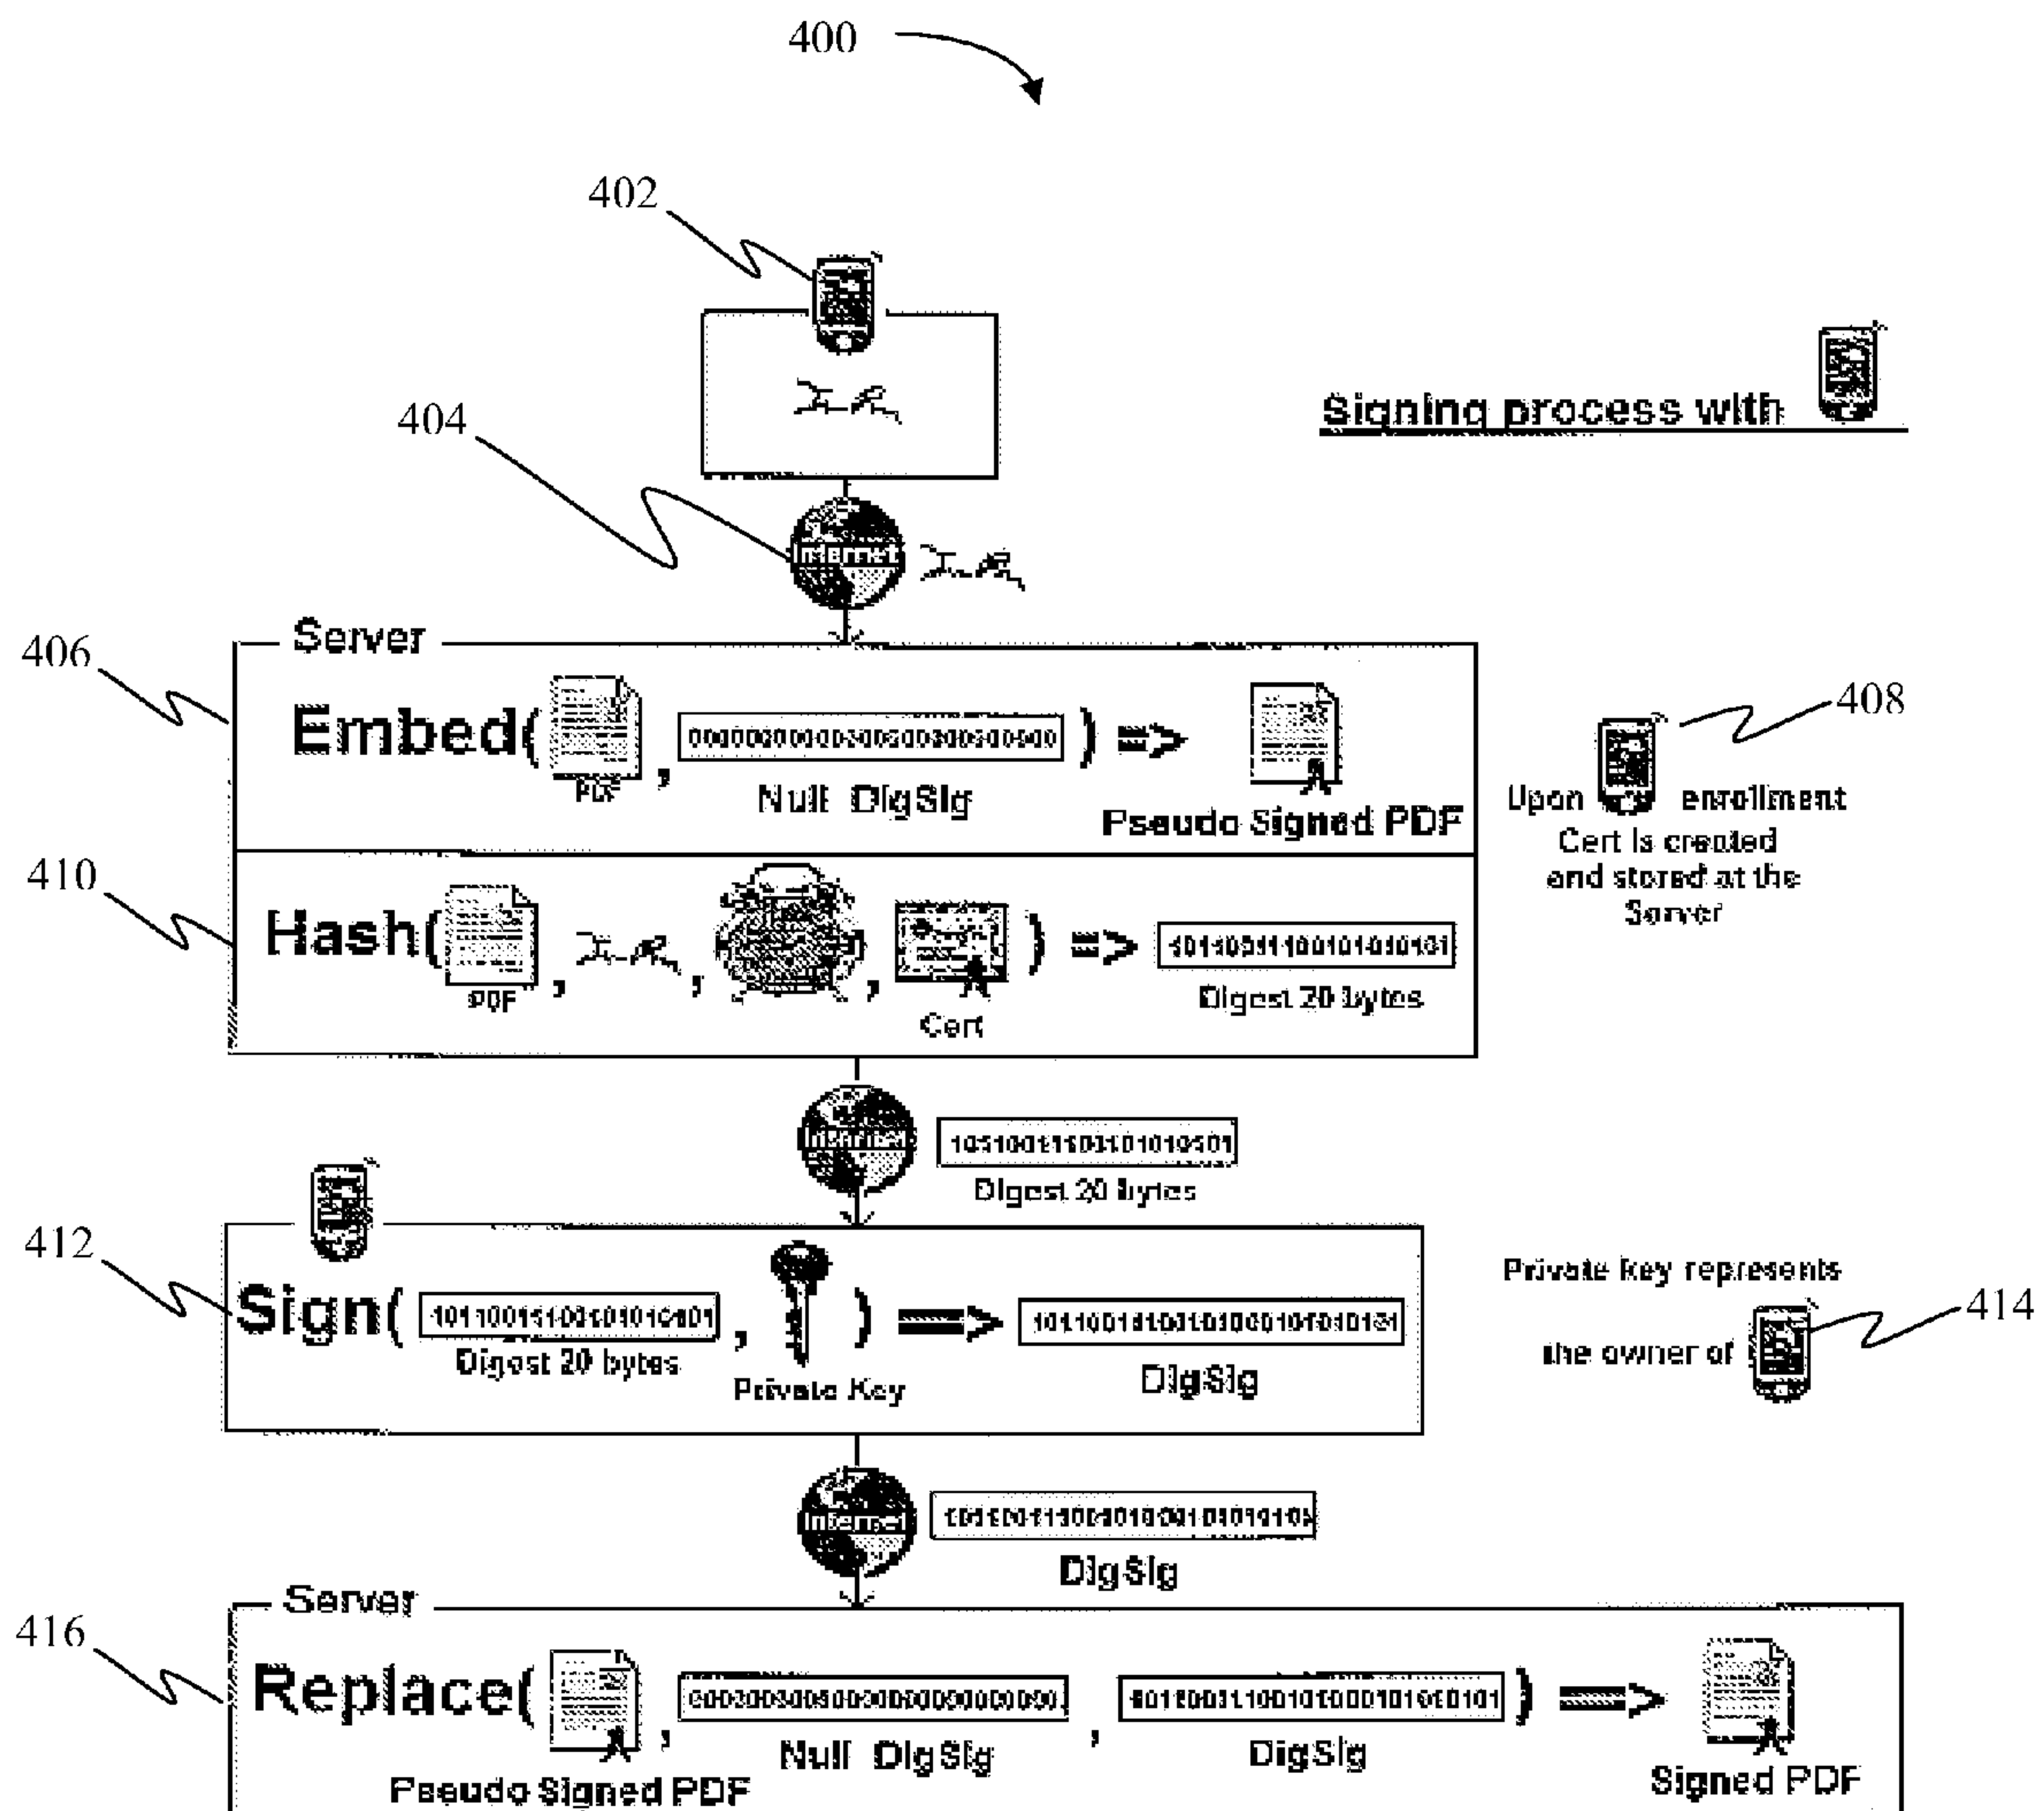 400
402
404
Signing process with
Internet
406
Server
Embed( PDF , ) =>
Null DigSig
Pseudo Signed PDF
408
Upon enrollment
Cert is created
and stored at the
Server
410
Hash( PDF , , , Cert ) =>
Digest 20 bytes
Internet
Digest 20 bytes
412
Sign( , ) =>
Digest 20 bytes
Private Key
DigSig
Private key represents
the owner of
414
Internet
DigSig
416
Server
Replace( , , ) =>
Pseudo Signed PDF
Null DigSig
DigSig
Signed PDF